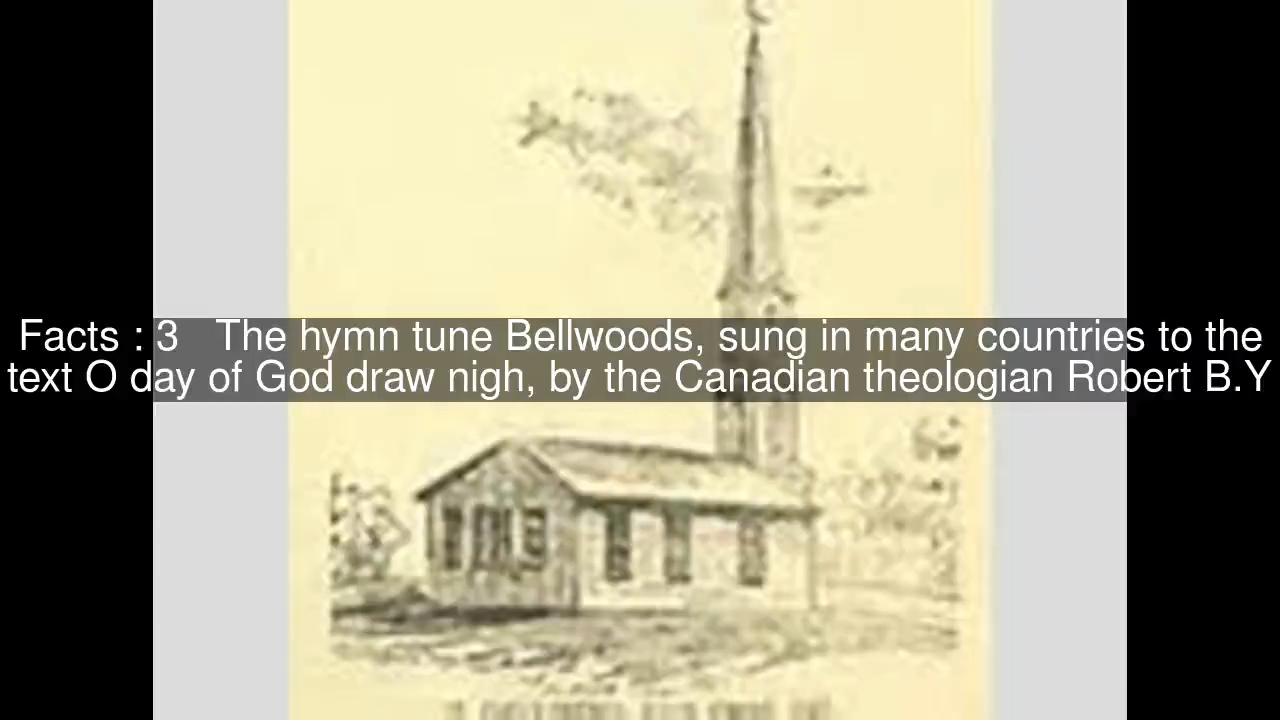 Facts : 3   The hymn tune Bellwoods, sung in many countries to the
text O day of God draw nigh, by the Canadian theologian Robert B.Y